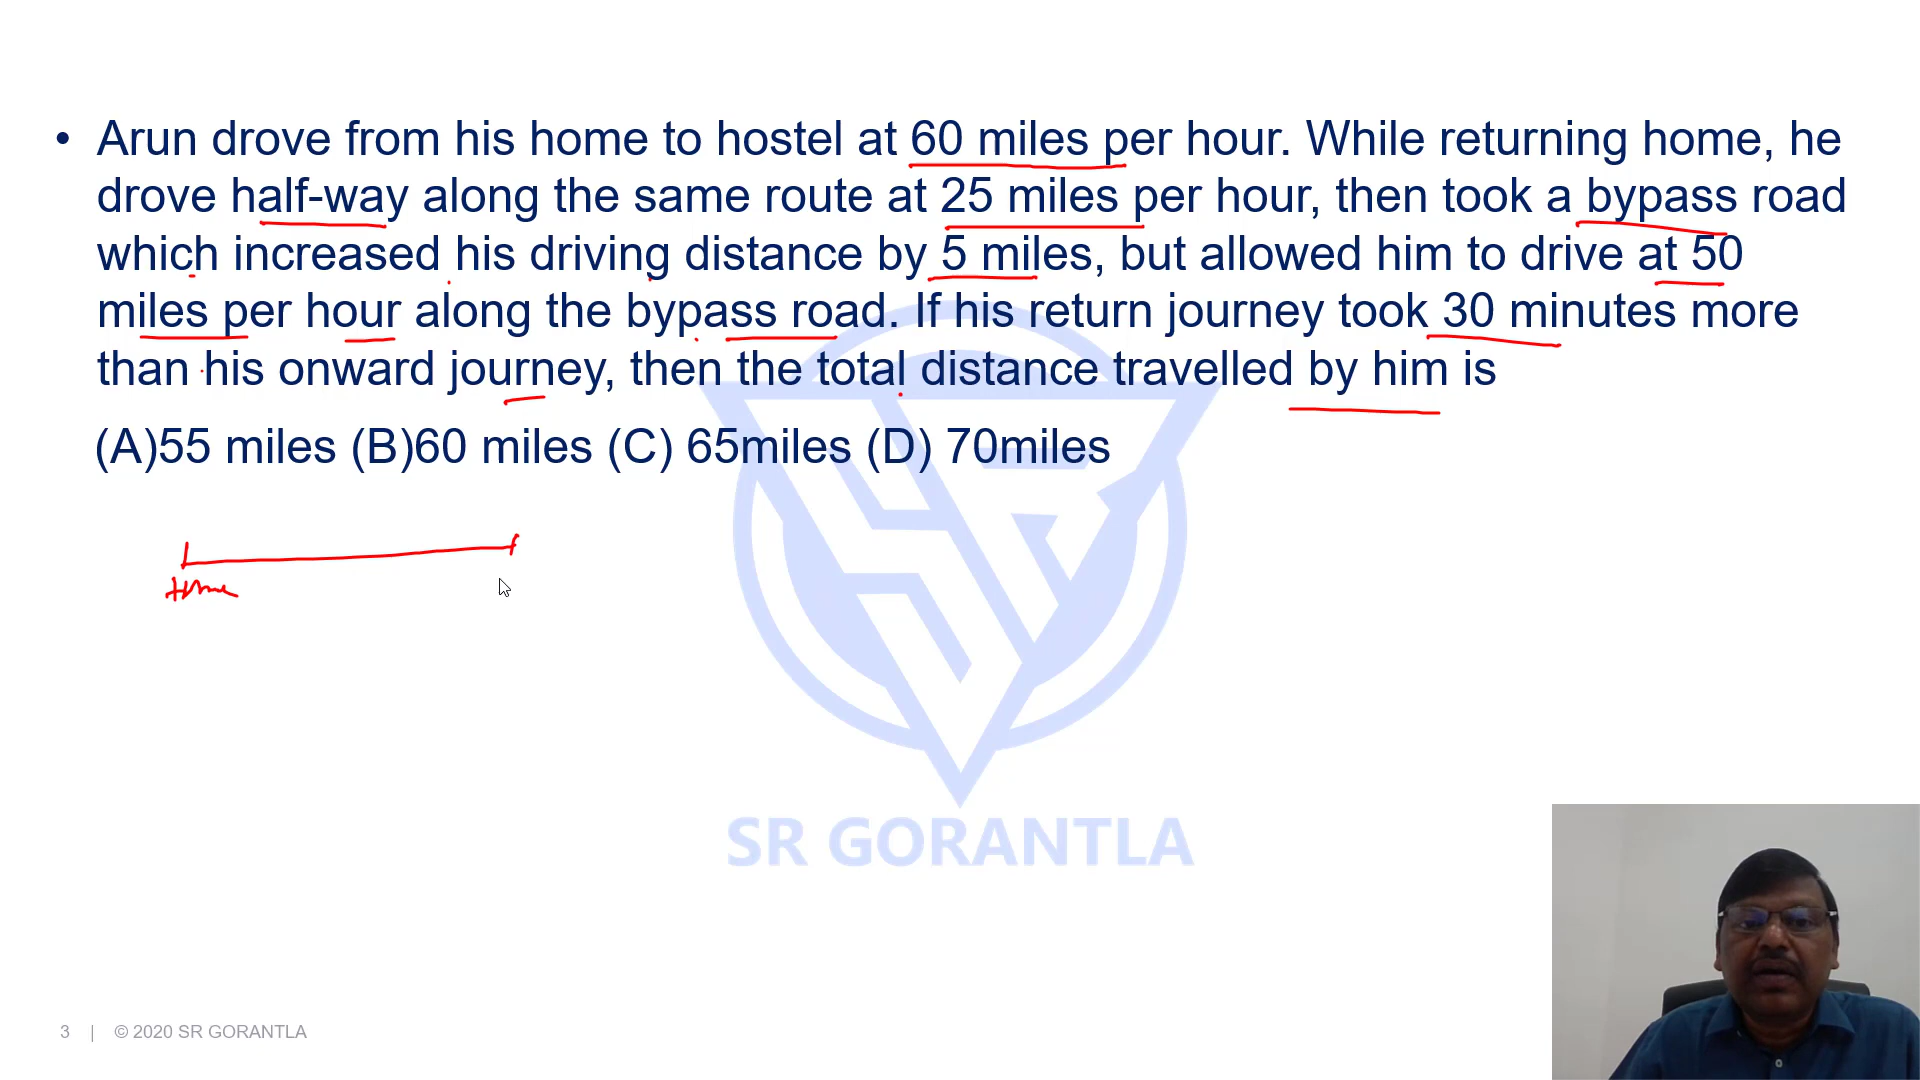 • Arun drove from his home to hostel at 60 miles per hour. While returning home, he
drove half-way along the same route at 25 miles per hour, then took a bypass road
which increased his driving distance by 5 miles, but allowed him to drive at 50
miles per hour along the bypass road. If his return journey took 30 minutes more
than his onward journey, then the total distance travelled by him is
(A)55 miles (B)60 miles (C) 65miles (D) 70miles
Home
SR GORANTLA
3 | © 2020 SR GORANTLA